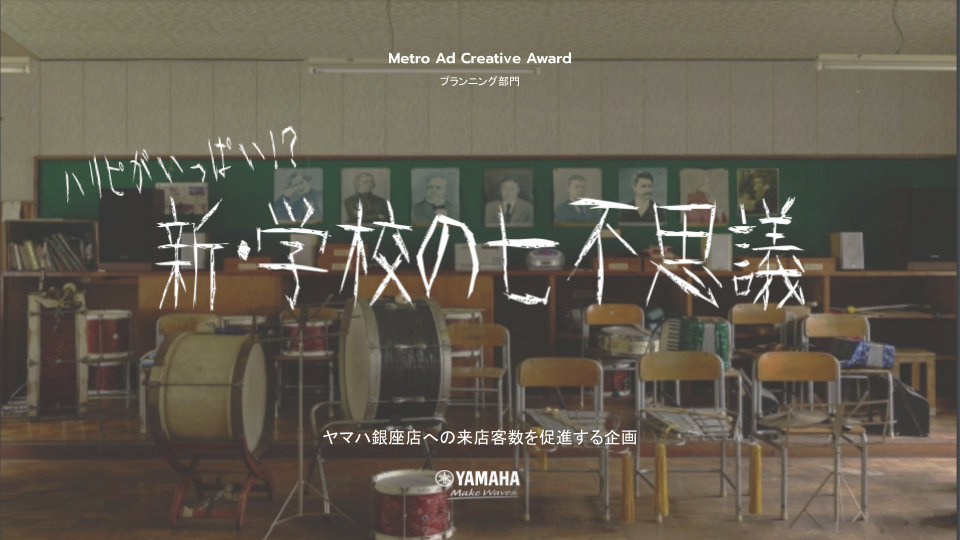 Metro Ad Creative Award
プランニング部門
ハリピがいっぱい!?
新・学校の七不思議
ヤマハ銀座店への来店客数を促進する企画
YAMAHA
Make Waves